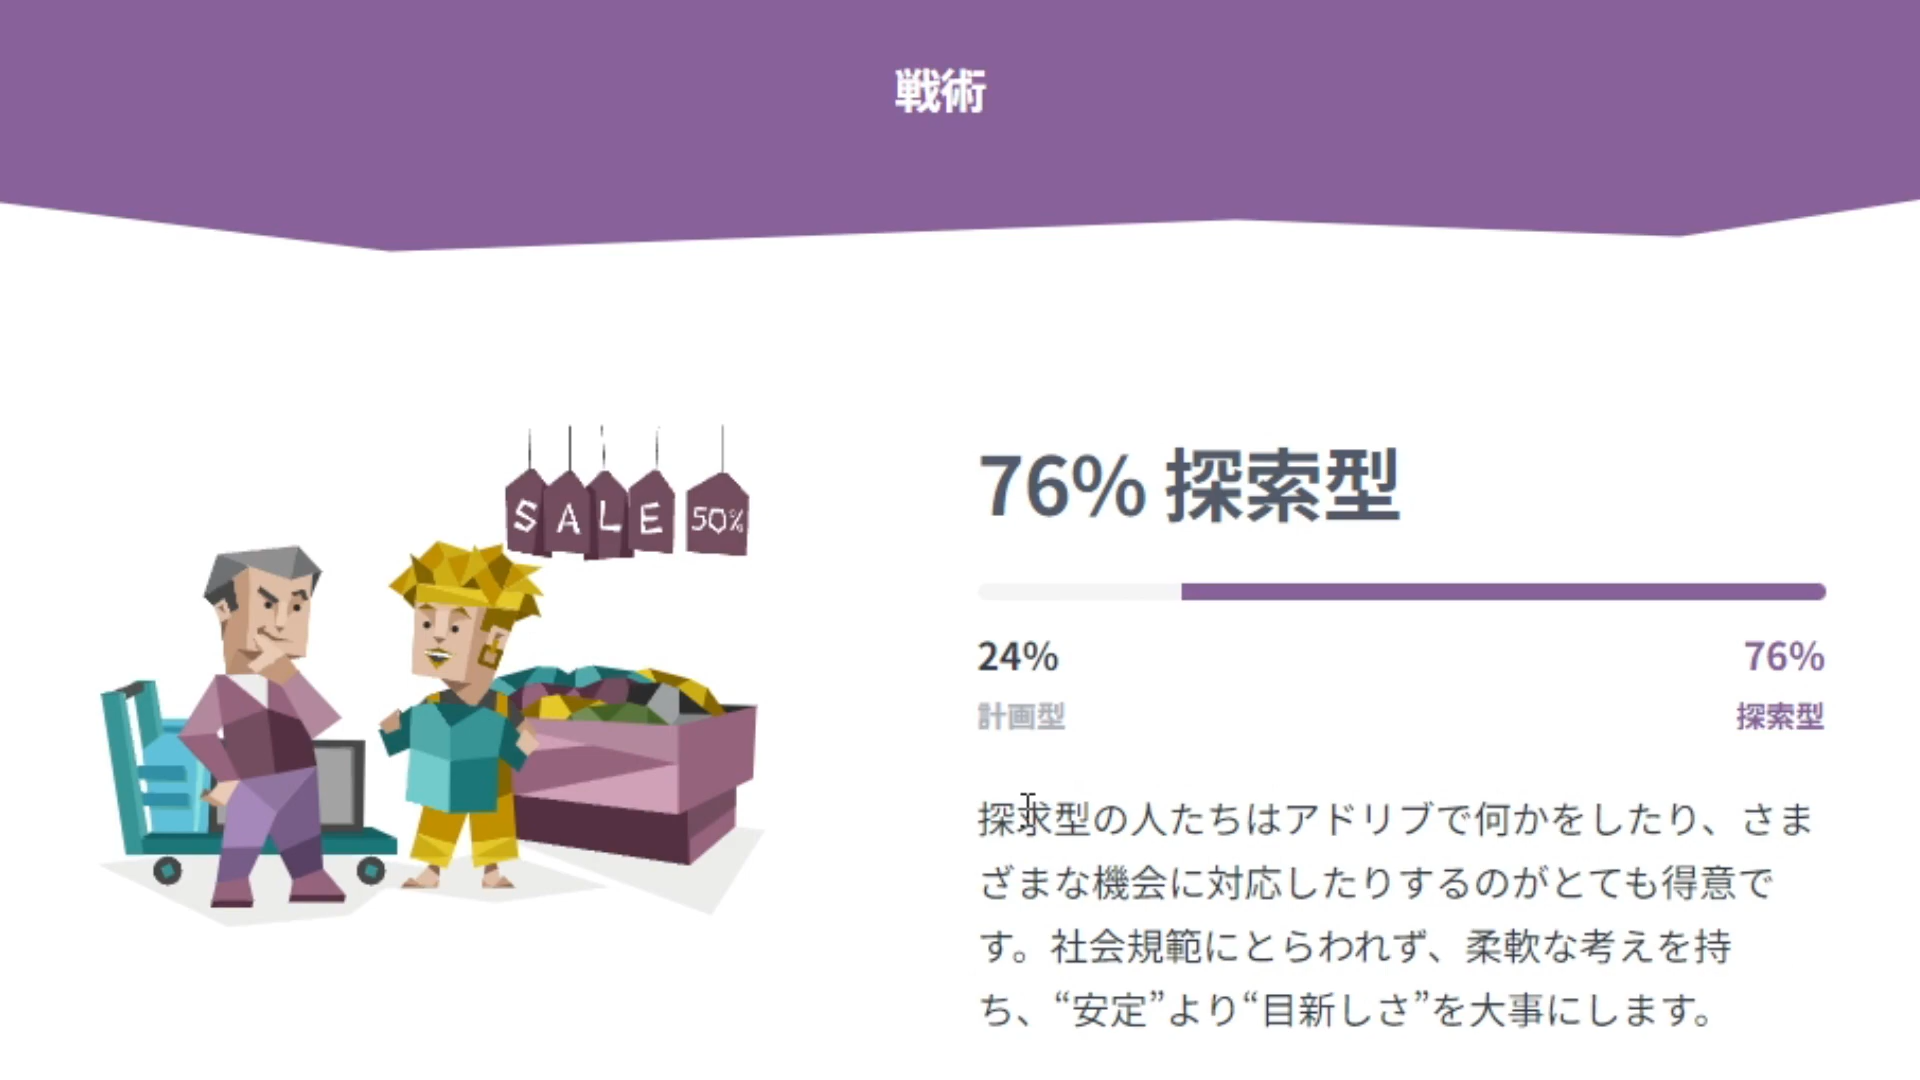 戦術
SALE 50%
76% 探索型
24% 76%
計画型 探索型
探求型の人たちはアドリブで何かをしたり、さま
ざまな機会に対応したりするのがとても得意で
す。社会規範にとらわれず、柔軟な考えを持
ち、“安定”より“目新しさ”を大事にします。